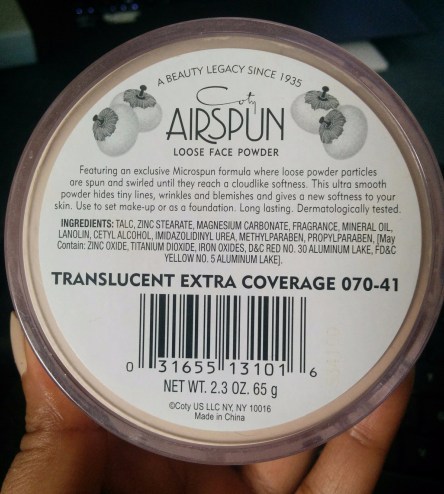 A BEAUTY LEGACY SINCE 1935
Coty
AIRSPUN
LOOSE FACE POWDER
Featuring an exclusive Microspun formula where loose powder particles
are spun and swirled until they reach a cloudlike softness. This ultra smooth
powder hides tiny lines, wrinkles and blemishes and gives a new softness to your
skin. Use to set make-up or as a foundation. Long lasting. Dermatologically tested.
INGREDIENTS: TALC, ZINC STEARATE, MAGNESIUM CARBONATE, FRAGRANCE, MINERAL OIL,
LANOLIN, CETYL ALCOHOL, IMIDAZOLIDINYL UREA, METHYLPARABEN, PROPYLPARABEN, [May
Contain: ZINC OXIDE, TITANIUM DIOXIDE, IRON OXIDES, D&C RED NO. 30 ALUMINUM LAKE, FD&C
YELLOW NO. 5 ALUMINUM LAKE].
TRANSLUCENT EXTRA COVERAGE 070-41
0 31655 13101 6
NET WT. 2.3 OZ. 65 g
©Coty US LLC NY, NY 10016
Made in China